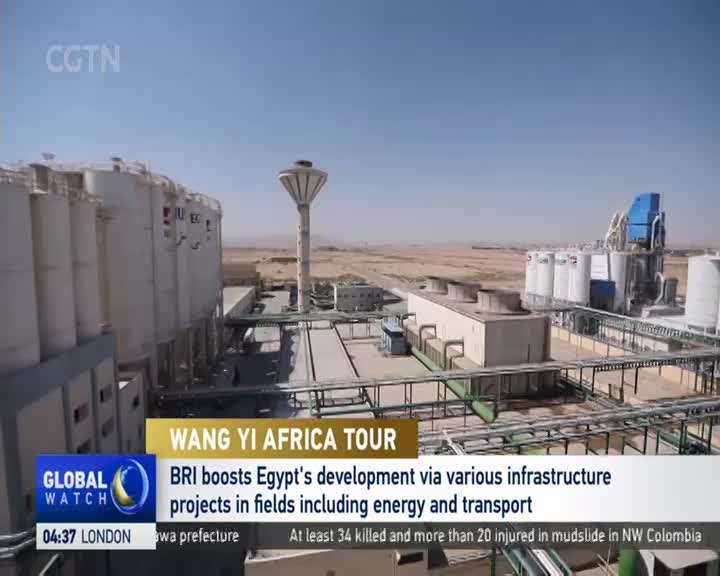 CGTN
WANG YI AFRICA TOUR
BRI boosts Egypt's development via various infrastructure
projects in fields including energy and transport
GLOBAL
WATCH
04:37 LONDON
awa prefecture At least 34 killed and more than 20 injured in mudslide in NW Colombia